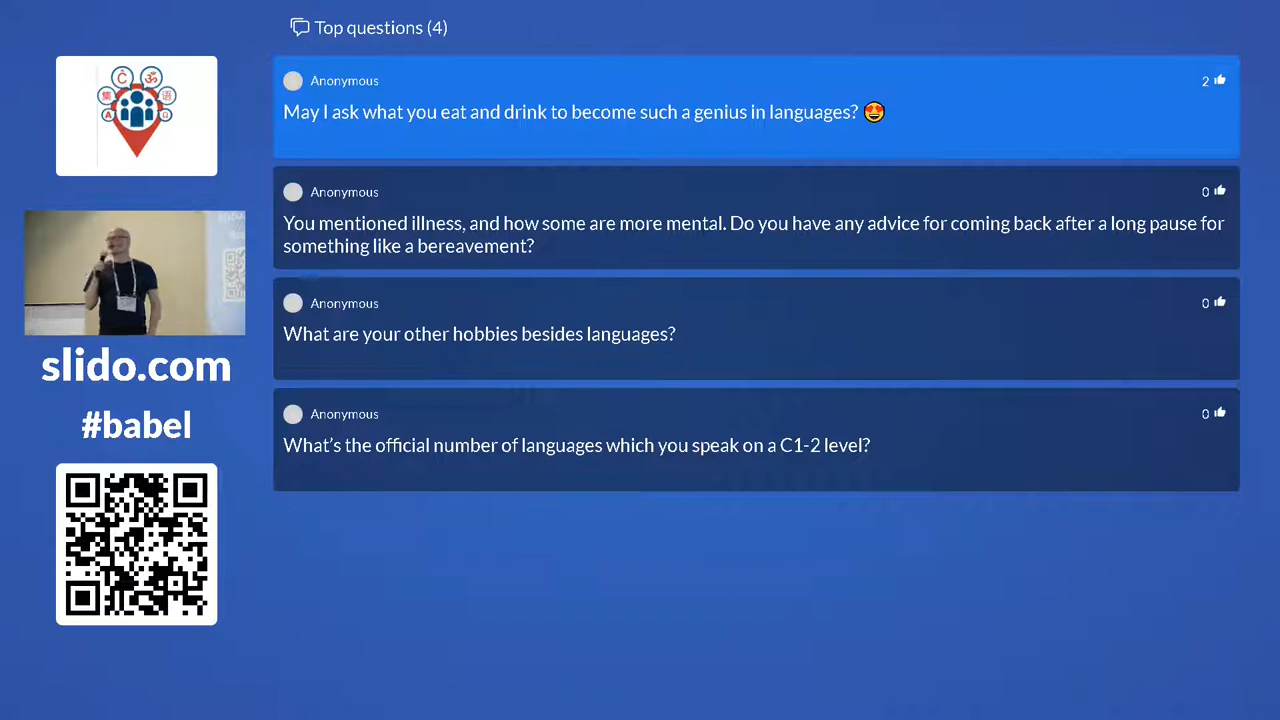 Top questions (4)
Anonymous
2
May I ask what you eat and drink to become such a genius in languages? 😍
Anonymous
0
You mentioned illness, and how some are more mental. Do you have any advice for coming back after a long pause for
something like a bereavement?
Anonymous
0
What are your other hobbies besides languages?
Anonymous
0
What's the official number of languages which you speak on a C1-2 level?
Ĉ
ॐ
集
语
A
Ω
slido.com
#babel